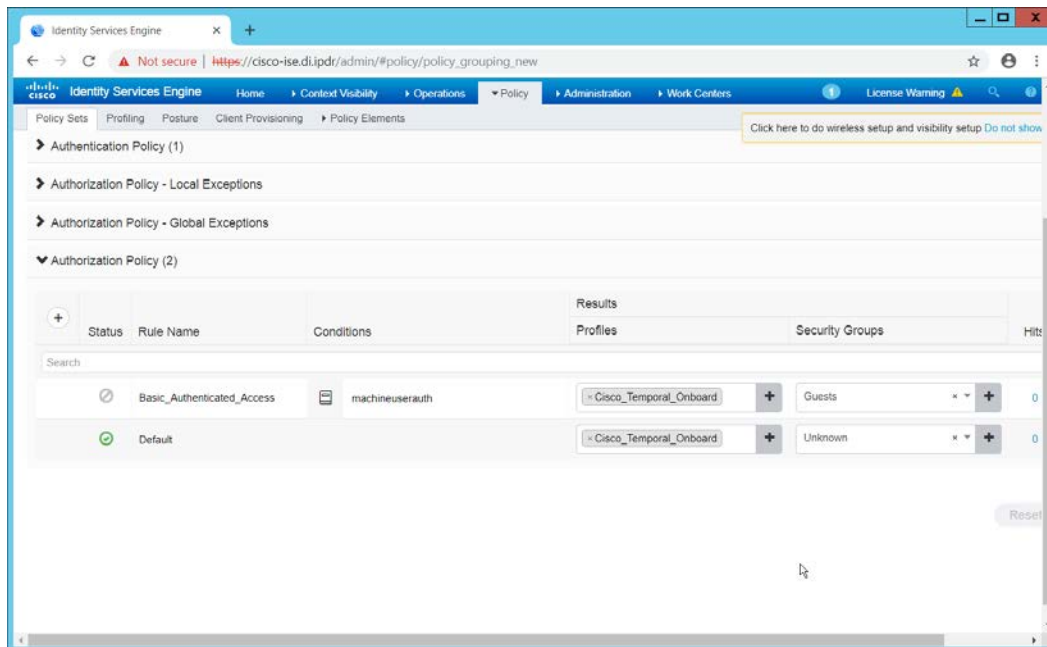 Identity Services Engine × +
Not secure | https://cisco-ise.di.ipdr/admin/#policy/policy_grouping_new
CISCO Identity Services Engine Home Context Visibility Operations Policy Administration Work Centers 1 License Warning
Policy Sets Profiling Posture Client Provisioning Policy Elements
Click here to do wireless setup and visibility setup Do not show
Authentication Policy (1)
Authorization Policy - Local Exceptions
Authorization Policy - Global Exceptions
Authorization Policy (2)
Results
+ Status Rule Name Conditions Profiles Security Groups Hits
Search
Basic_Authenticated_Access machineuserauth ×Cisco_Temporal_Onboard + Guests × + 0
Default ×Cisco_Temporal_Onboard + Unknown × + 0
Reset